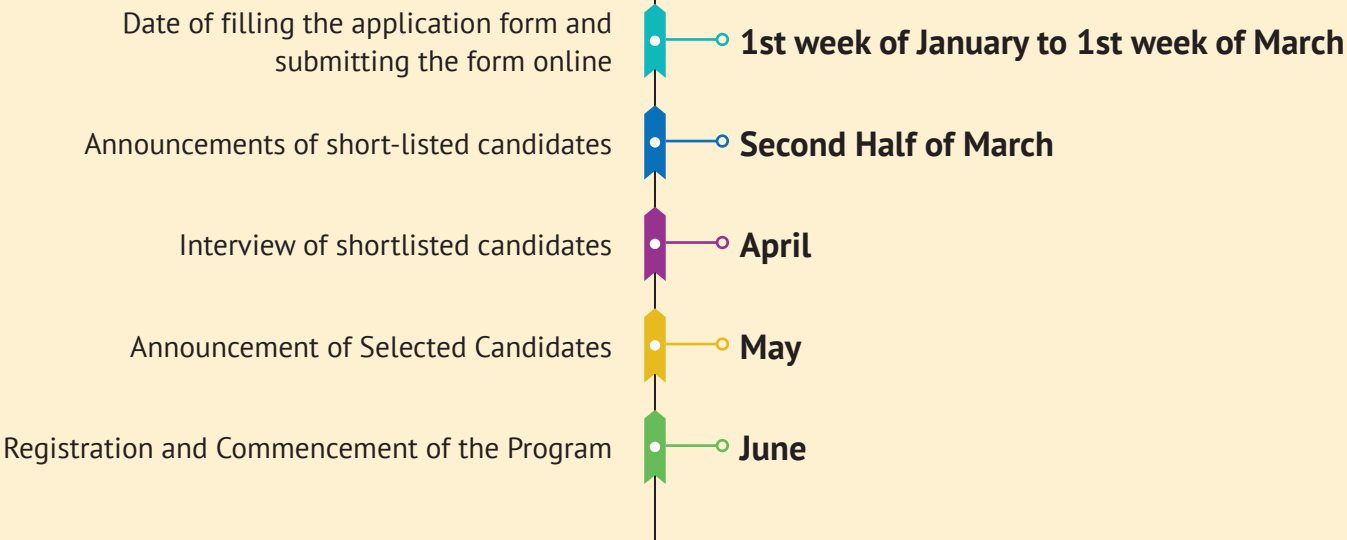 Date of filling the application form and
submitting the form online
1st week of January to 1st week of March
Announcements of short-listed candidates
Second Half of March
Interview of shortlisted candidates
April
Announcement of Selected Candidates
May
Registration and Commencement of the Program
June